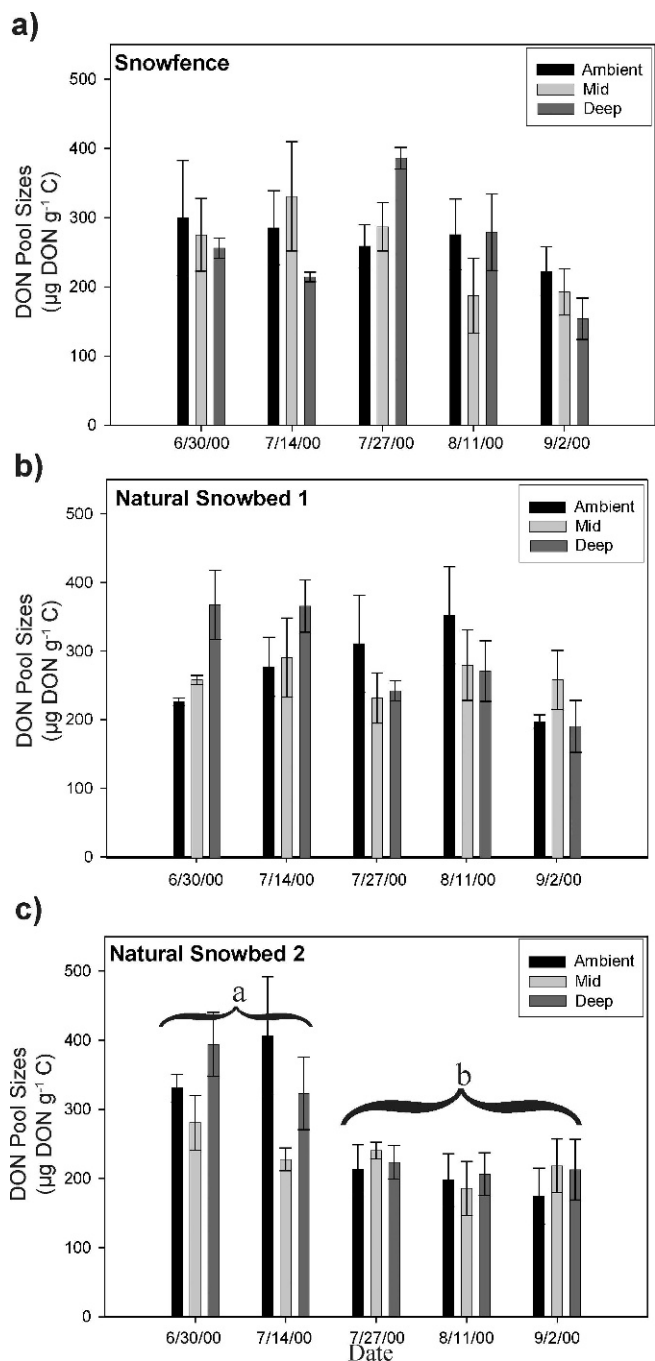 a)
Snowfence
Ambient
Mid
Deep
500
400
300
200
100
0
DON Pool Sizes
(µg DON g⁻¹ C)
6/30/00 7/14/00 7/27/00 8/11/00 9/2/00
b)
Natural Snowbed 1
Ambient
Mid
Deep
500
400
300
200
100
0
DON Pool Sizes
(µg DON g⁻¹ C)
6/30/00 7/14/00 7/27/00 8/11/00 9/2/00
c)
Natural Snowbed 2
Ambient
Mid
Deep
a
b
500
400
300
200
100
0
DON Pool Sizes
(µg DON g⁻¹ C)
6/30/00 7/14/00 7/27/00 8/11/00 9/2/00
Date